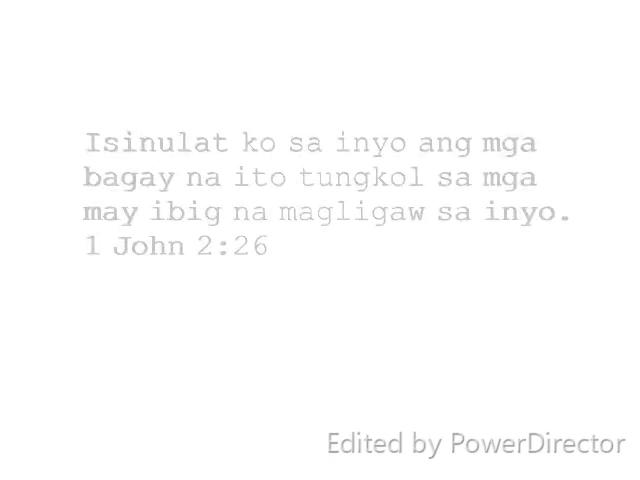 Isinulat ko sa inyo ang mga
bagay na ito tungkol sa mga
may ibig na magligaw sa inyo.
1 John 2:26
Edited by PowerDirector